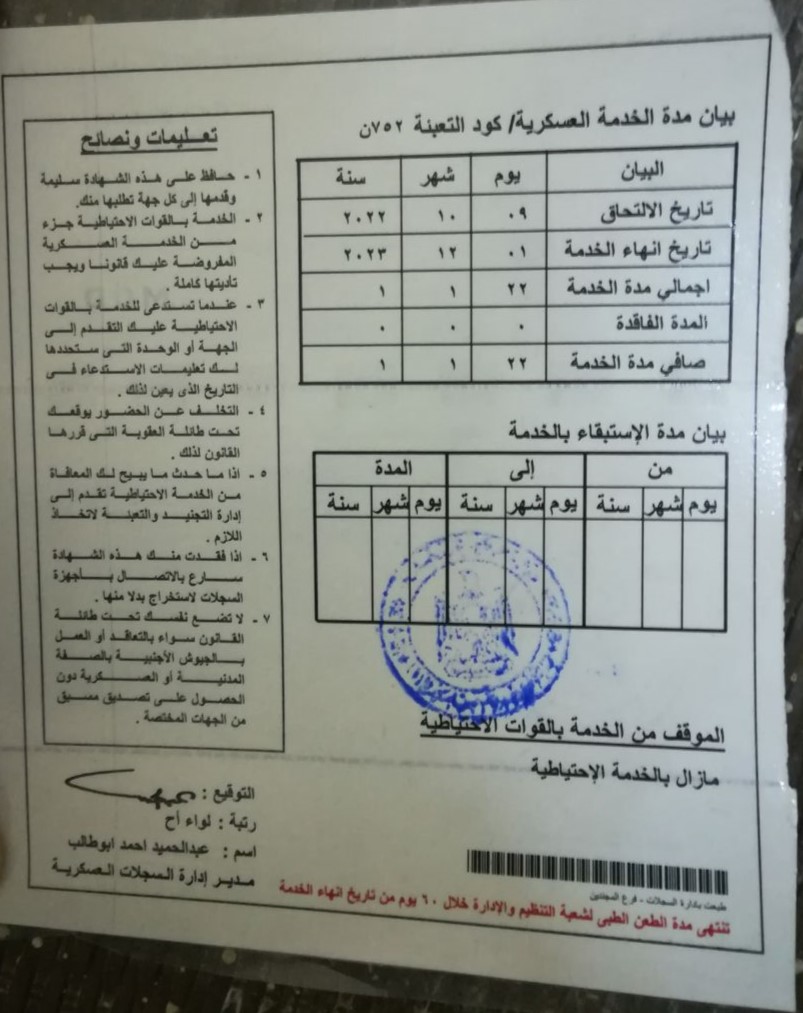 بيان مدة الخدمة العسكرية/ كود التعبئة ٧٥٢ن
البيان يوم شهر سنة
تاريخ الالتحاق ٠٩ ١٠ ٢٠٢٢
تاريخ انهاء الخدمة ٠١ ١٢ ٢٠٢٣
اجمالي مدة الخدمة ٢٢ ١ ١
المدة الفاقدة ٠ ٠ ٠
صافي مدة الخدمة ٢٢ ١ ١
بيان مدة الإستبقاء بالخدمة
من إلى المدة
يوم شهر سنة يوم شهر سنة يوم شهر سنة
الموقف من الخدمة بالقوات الاحتياطية
مازال بالخدمة الإحتياطية
طبعت بادارة السجلات - فرع المجندين
تنتهى مدة الطعن الطبى لشعبة التنظيم والإدارة خلال ٦٠ يوم من تاريخ انهاء الخدمة
تعليمات ونصائح
١ - حافظ على هذه الشهادة سليمة
وقدمها إلى كل جهة تطلبها منك.
٢ - الخدمة بالقوات الاحتياطية جزء
من الخدمة العسكرية
المفروضة عليك قانونا ويجب
تأديتها كاملة .
٣ - عندما تستدعى للخدمة بالقوات
الاحتياطية عليك التقدم إلى
الجهة أو الوحدة التى ستحددها
لك تعليمات الاستدعاء فى
التاريخ الذى يعين لذلك .
٤ - التخلف عن الحضور يوقعك
تحت طائلة العقوبة التى قررها
القانون لذلك .
٥ - اذا ما حدث ما يبيح لك المعافاة
من الخدمة الاحتياطية تقدم إلى
إدارة التجنيد والتعبئة لاتخاذ
اللازم .
٦ - اذا فقدت منك هذه الشهادة
سارع بالاتصال بأجهزة
السجلات لاستخراج بدلا منها .
٧ - لا تضع نفسك تحت طائلة
القانون سواء بالتعاقد أو العمل
بالجيوش الأجنبية بالصفة
المدنية أو العسكرية دون
الحصول على تصديق مسبق
من الجهات المختصة .
التوقيع :
رتبة : لواء أح
اسم : عبدالحميد احمد ابوطالب
مدير إدارة السجلات العسكرية